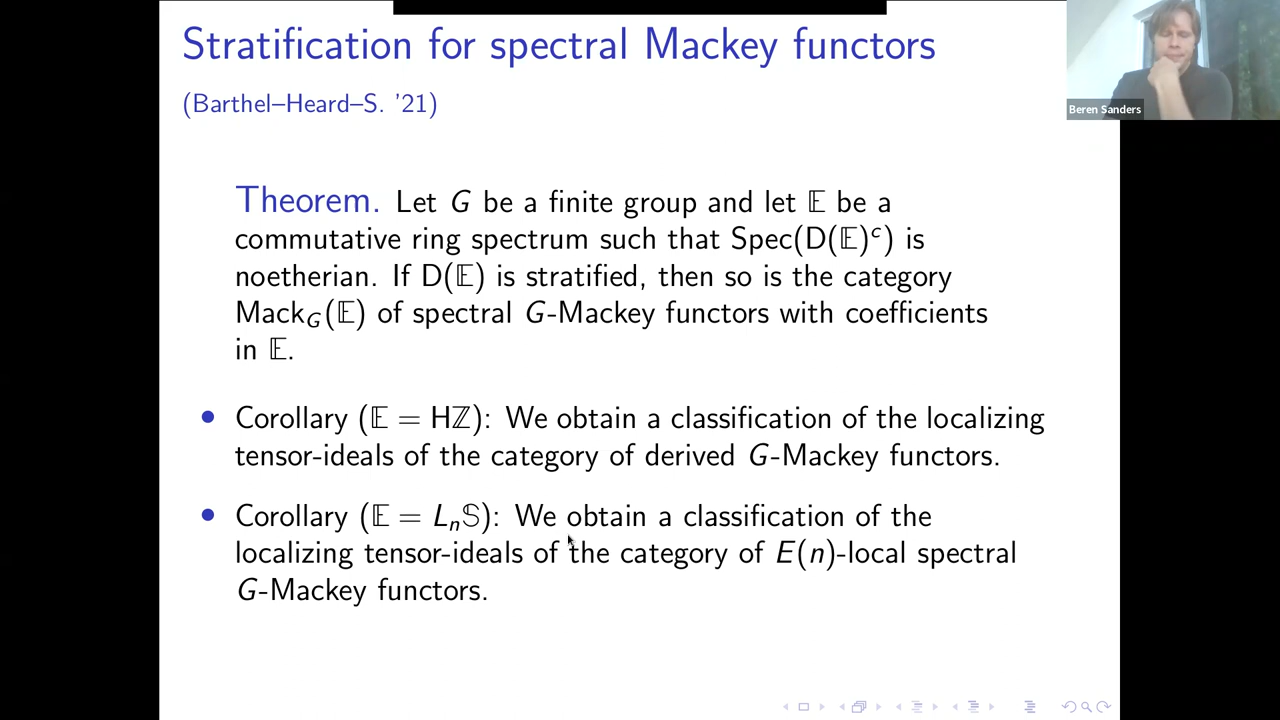 Stratification for spectral Mackey functors
(Barthel–Heard–S. '21)
Beren Sanders
Theorem. Let G be a finite group and let 𝔼 be a
commutative ring spectrum such that Spec(D(𝔼)ᶜ) is
noetherian. If D(𝔼) is stratified, then so is the category
Mack_G(𝔼) of spectral G-Mackey functors with coefficients
in 𝔼.
• Corollary (𝔼 = Hℤ): We obtain a classification of the localizing
tensor-ideals of the category of derived G-Mackey functors.
• Corollary (𝔼 = Lₙ𝕊): We obtain a classification of the
localizing tensor-ideals of the category of E(n)-local spectral
G-Mackey functors.